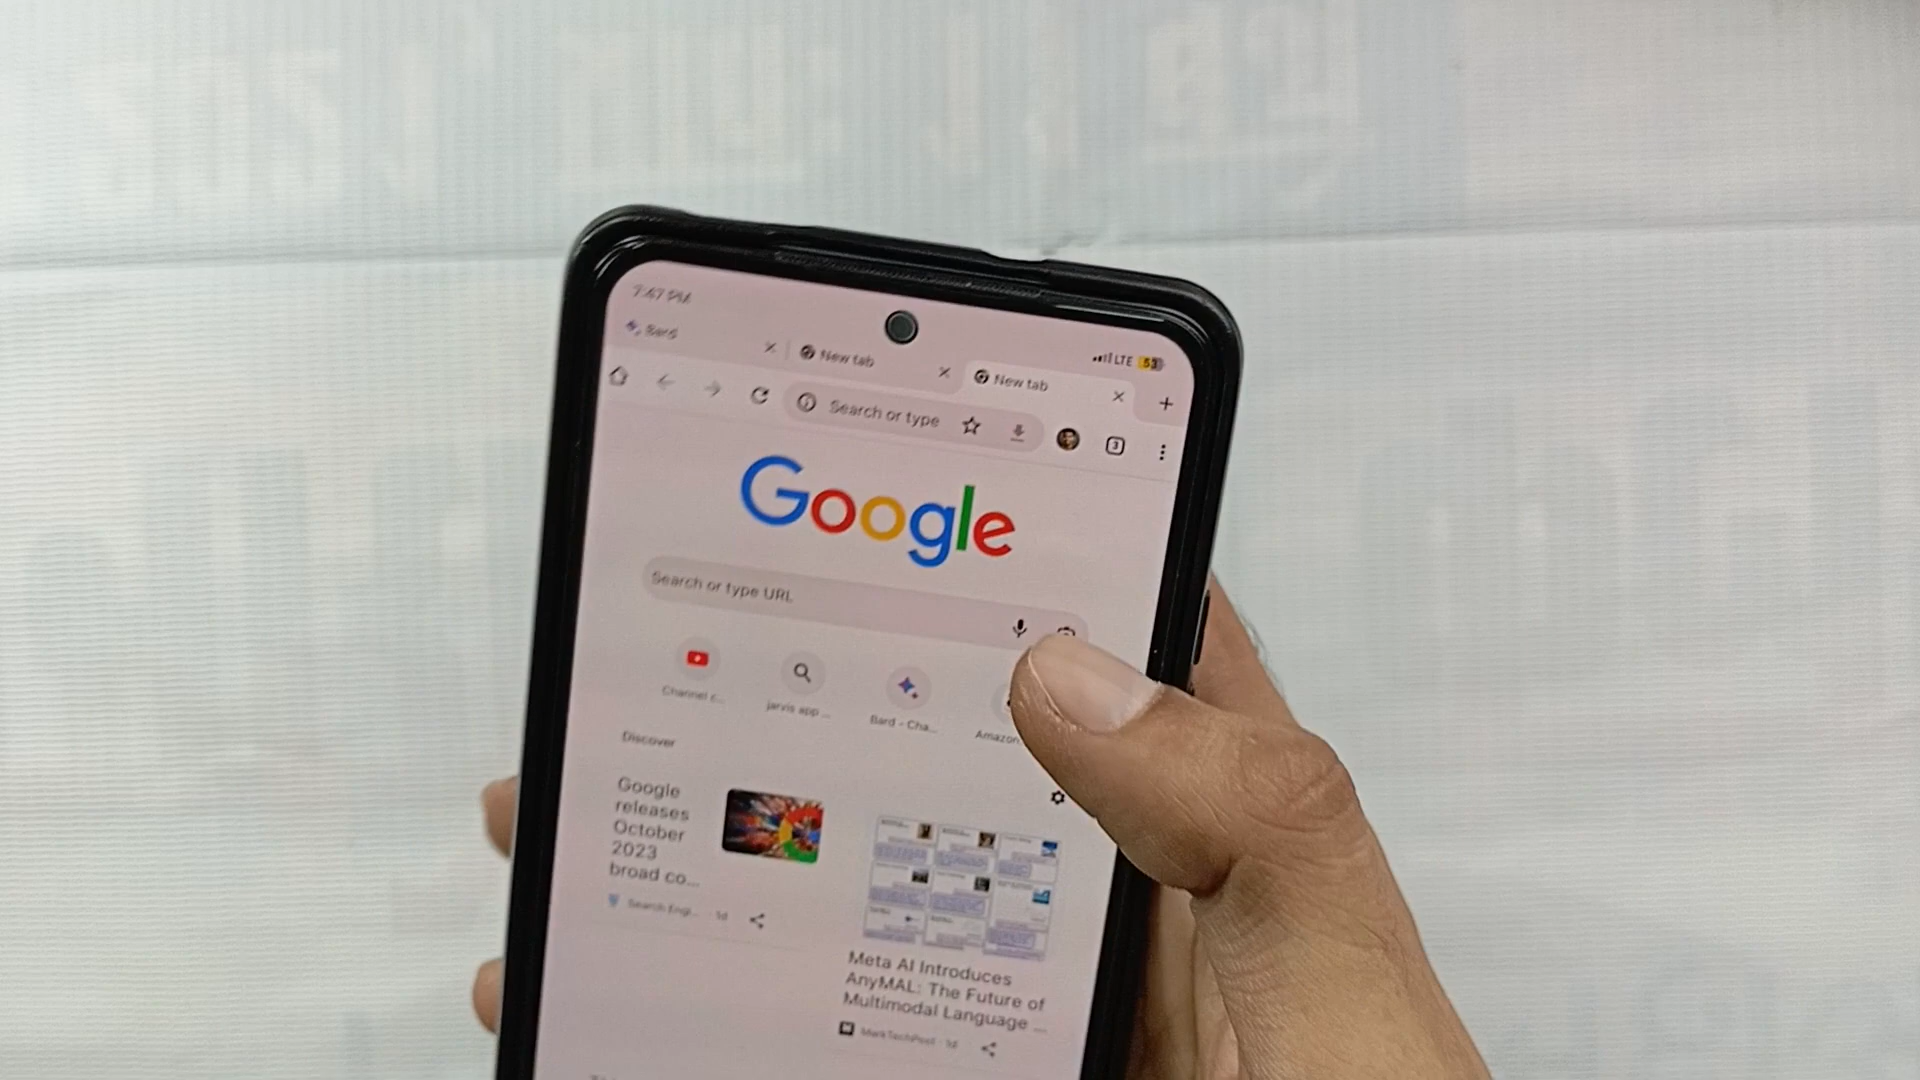 7:47 PM
LTE 53
Bard
New tab
New tab
Search or type
3
Google
Search or type URL
Channel c...
jarvis app ...
Bard - Cha...
Amazon
Discover
Google
releases
October
2023
broad co...
Search Engi... 1d
Meta AI Introduces
AnyMAL: The Future of
Multimodal Language ...
MarkTechPost · 1d